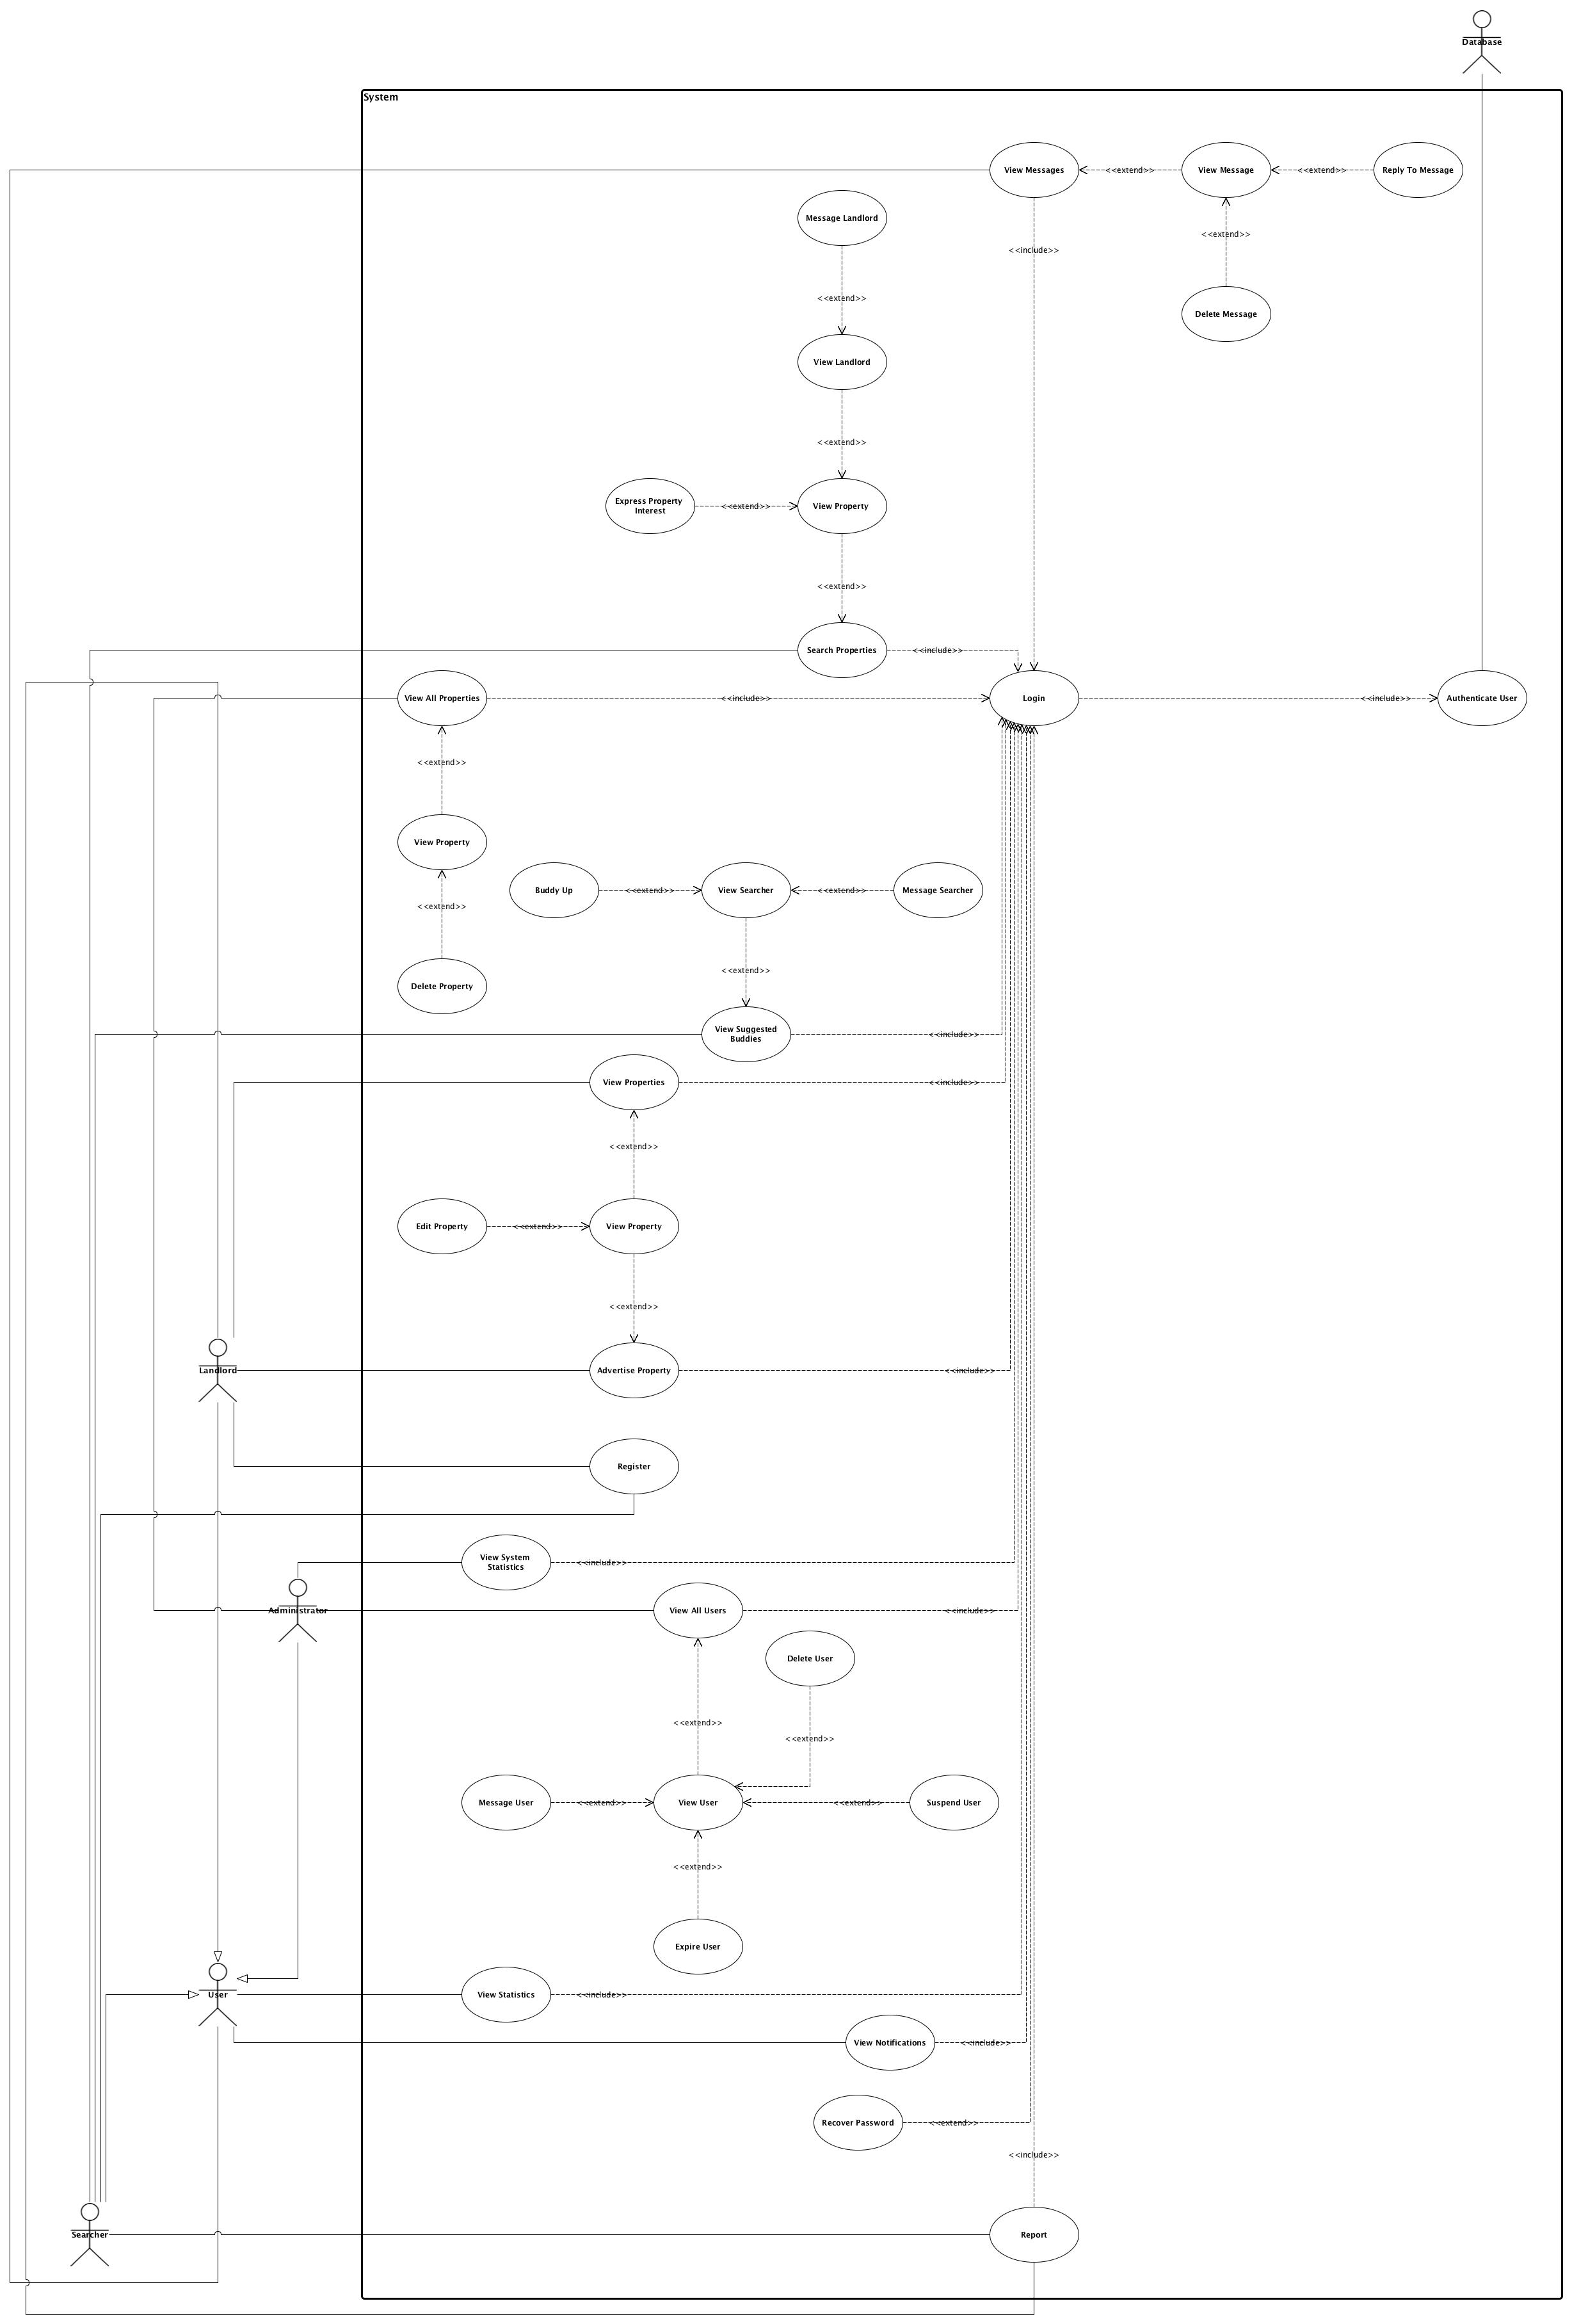 Database
System
View Messages
<<extend>>
View Message
<<extend>>
Reply To Message
Message Landlord
<<extend>>
<<include>>
<<extend>>
Delete Message
View Landlord
<<extend>>
Express Property
Interest
<<extend>>
View Property
<<extend>>
Search Properties
<<include>>
View All Properties
<<include>>
Login
<<include>>
Authenticate User
<<extend>>
View Property
Buddy Up
<<extend>>
View Searcher
<<extend>>
Message Searcher
<<extend>>
<<extend>>
Delete Property
View Suggested
Buddies
<<include>>
View Properties
<<include>>
<<extend>>
Edit Property
<<extend>>
View Property
<<extend>>
Landlord
Advertise Property
<<include>>
Register
View System
Statistics
<<include>>
Administrator
View All Users
<<include>>
Delete User
<<extend>>
<<extend>>
Message User
<<extend>>
View User
<<extend>>
Suspend User
<<extend>>
Expire User
User
View Statistics
<<include>>
View Notifications
<<include>>
Recover Password
<<extend>>
<<include>>
Searcher
Report